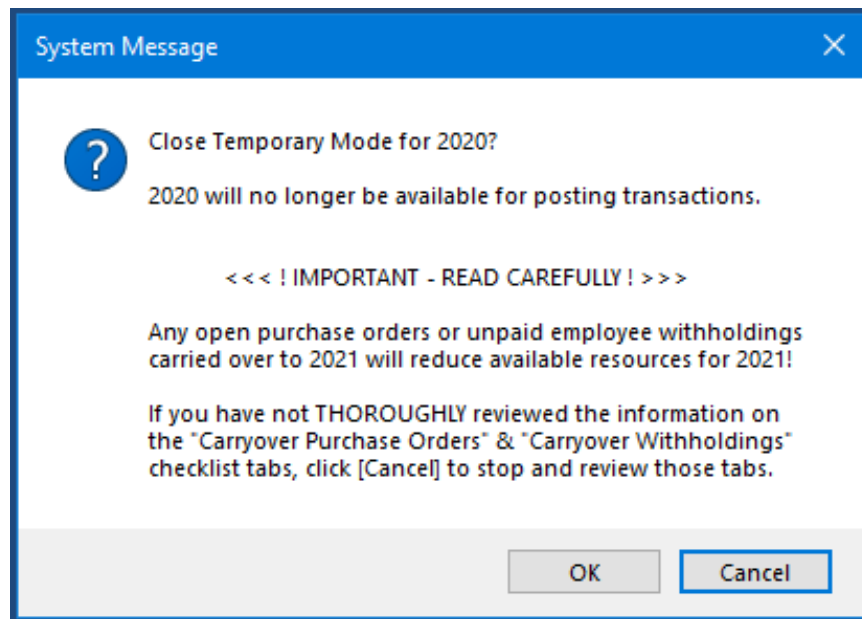 System Message
Close Temporary Mode for 2020?
2020 will no longer be available for posting transactions.
< < < ! IMPORTANT - READ CAREFULLY ! > > >
Any open purchase orders or unpaid employee withholdings
carried over to 2021 will reduce available resources for 2021!
If you have not THOROUGHLY reviewed the information on
the "Carryover Purchase Orders" & "Carryover Withholdings"
checklist tabs, click [Cancel] to stop and review those tabs.
OK Cancel